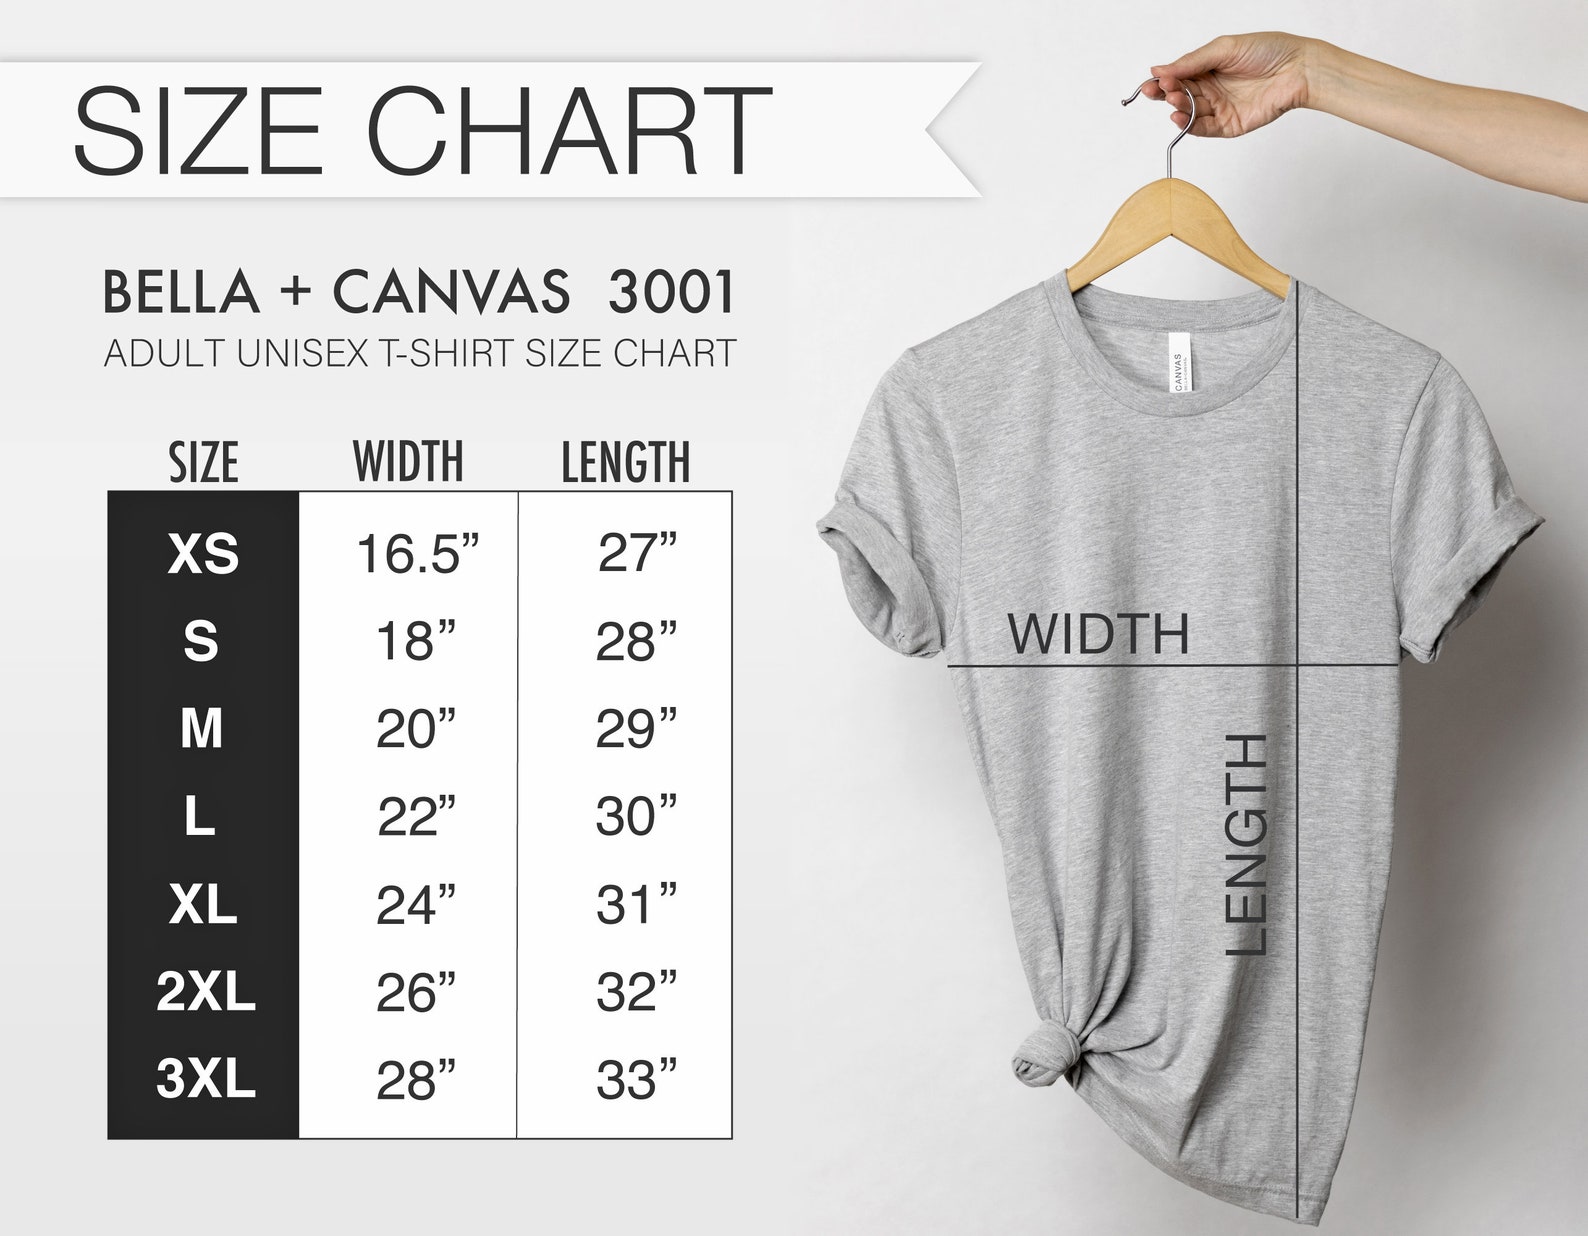 SIZE CHART
BELLA + CANVAS 3001
ADULT UNISEX T-SHIRT SIZE CHART
SIZE WIDTH LENGTH
XS 16.5” 27”
S 18” 28”
M 20” 29”
L 22” 30”
XL 24” 31”
2XL 26” 32”
3XL 28” 33”
CANVAS
WIDTH
LENGTH